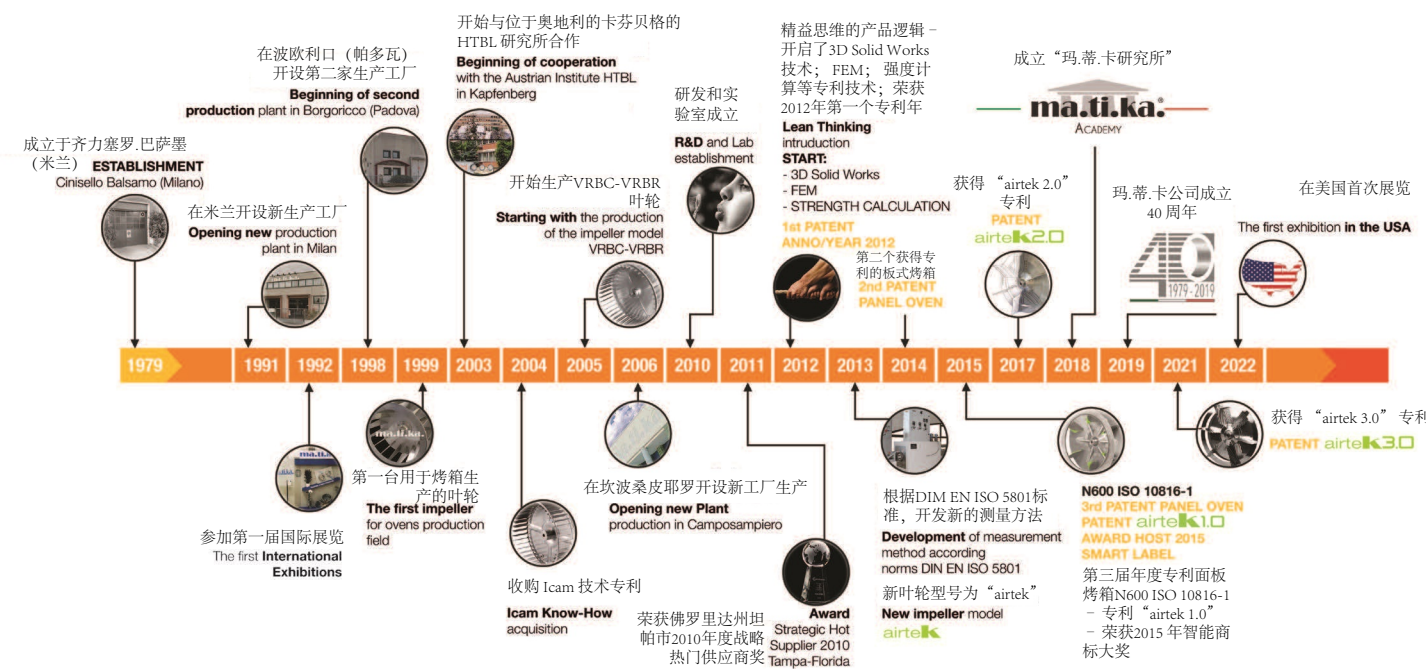 成立于齐力塞罗.巴萨墨
（米兰）
ESTABLISHMENT
Cinisello Balsamo (Milano)
在米兰开设新生产工厂
Opening new production
plant in Milan
在波欧利口（帕多瓦）
开设第二家生产工厂
Beginning of second
production plant in Borgoricco (Padova)
开始与位于奥地利的卡芬贝格的
HTBL 研究所合作
Beginning of cooperation
with the Austrian Institute HTBL
in Kapfenberg
开始生产VRBC-VRBR
叶轮
Starting with the production
of the impeller model
VRBC-VRBR
研发和实
验室成立
R&D and Lab
establishment
精益思维的产品逻辑 –
开启了3D Solid Works
技术； FEM； 强度计
算等专利技术；荣获
2012年第一个专利年
Lean Thinking
intruduction
START:
- 3D Solid Works
- FEM
- STRENGTH CALCULATION
1st PATENT
ANNO/YEAR 2012
第二个获得专
利的板式烤箱
2nd PATENT
PANEL OVEN
获得 “airtek 2.0”
专利
PATENT
airtek2.0
成立“玛.蒂.卡研究所”
ma.ti.ka.®
ACADEMY
玛.蒂.卡公司成立
40 周年
40
1979-2019
在美国首次展览
The first exhibition in the USA
1979
1991
1992
1998
1999
2003
2004
2005
2006
2010
2011
2012
2013
2014
2015
2017
2018
2019
2021
2022
ma.ti.ka
参加第一届国际展览
The first International
Exhibitions
ma.ti.ka.
第一台用于烤箱生
产的叶轮
The first impeller
for ovens production
field
收购 Icam 技术专利
Icam Know-How
acquisition
在坎波桑皮耶罗开设新工厂生产
Opening new Plant
production in Camposampiero
荣获佛罗里达州坦
帕市2010年度战略
热门供应商奖
Award
Strategic Hot
Supplier 2010
Tampa-Florida
根据DIM EN ISO 5801标
准，开发新的测量方法
Development of measurement
method according
norms DIN EN ISO 5801
新叶轮型号为“airtek”
New impeller model
airtek
N600 ISO 10816-1
3rd PATENT PANEL OVEN
PATENT airtek1.0
AWARD HOST 2015
SMART LABEL
第三届年度专利面板
烤箱N600 ISO 10816-1
– 专利“airtek 1.0”
– 荣获2015 年智能商
标大奖
获得 “airtek 3.0” 专利
PATENT airtek3.0